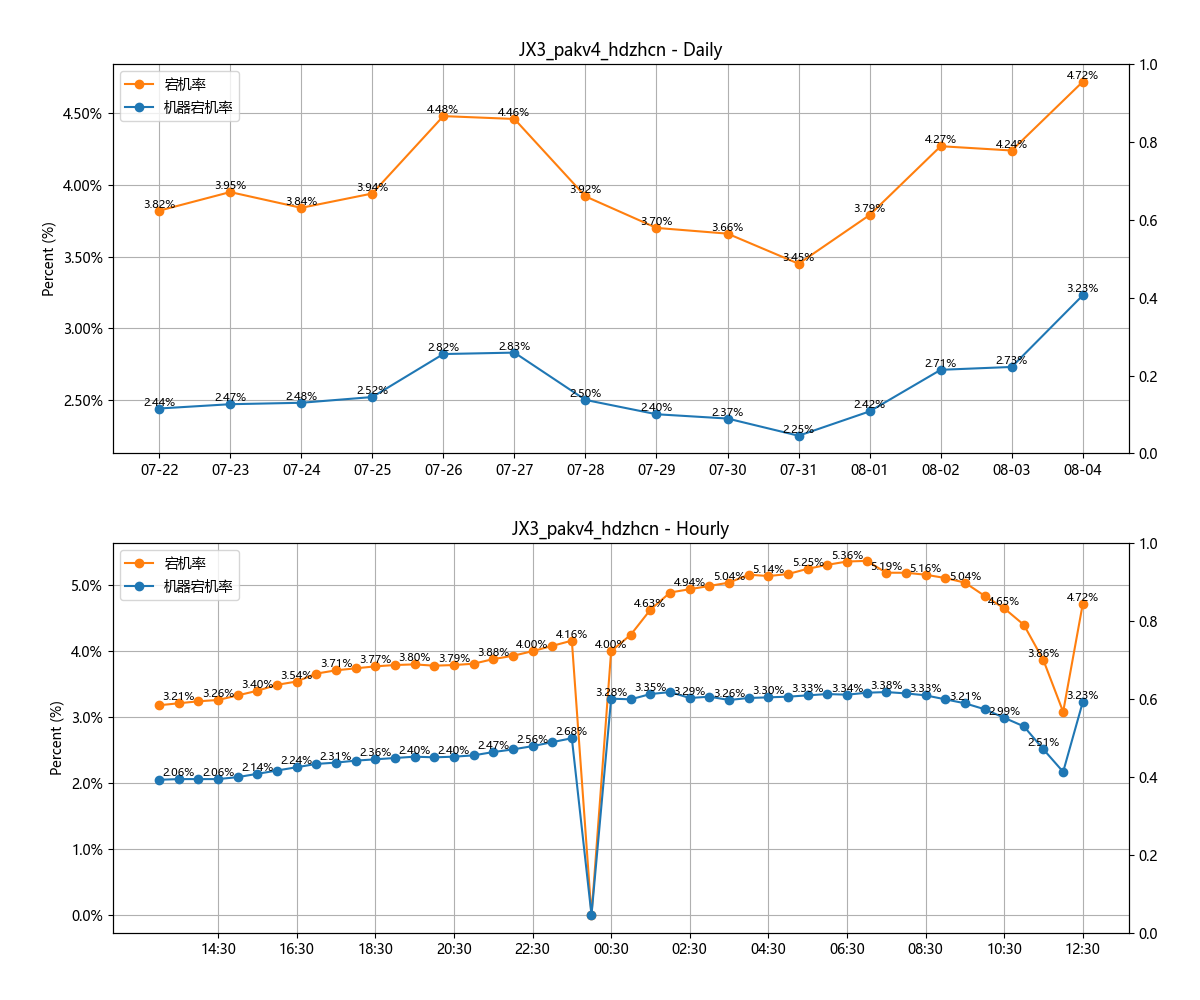 JX3_pakv4_hdzhcn - Daily
宕机率
机器宕机率
Percent (%)
4.50%
4.00%
3.50%
3.00%
2.50%
1.0
0.8
0.6
0.4
0.2
0.0
3.82% 3.95% 3.84% 3.94% 4.48% 4.46% 3.92% 3.70% 3.66% 3.45% 3.79% 4.27% 4.24% 4.72%
2.44% 2.47% 2.48% 2.52% 2.82% 2.83% 2.50% 2.40% 2.37% 2.25% 2.42% 2.71% 2.73% 3.23%
07-22 07-23 07-24 07-25 07-26 07-27 07-28 07-29 07-30 07-31 08-01 08-02 08-03 08-04
JX3_pakv4_hdzhcn - Hourly
宕机率
机器宕机率
Percent (%)
5.0%
4.0%
3.0%
2.0%
1.0%
0.0%
1.0
0.8
0.6
0.4
0.2
0.0
3.21% 3.26% 3.40% 3.54% 3.71% 3.77% 3.80% 3.79% 3.88% 4.00% 4.16% 4.00% 4.63% 4.94% 5.04% 5.14% 5.25% 5.36% 5.19% 5.16% 5.04% 4.65% 3.86% 4.72%
2.06% 2.06% 2.14% 2.24% 2.31% 2.36% 2.40% 2.40% 2.47% 2.56% 2.68% 3.28% 3.35% 3.29% 3.26% 3.30% 3.33% 3.34% 3.38% 3.33% 3.21% 2.99% 2.51% 3.23%
14:30 16:30 18:30 20:30 22:30 00:30 02:30 04:30 06:30 08:30 10:30 12:30